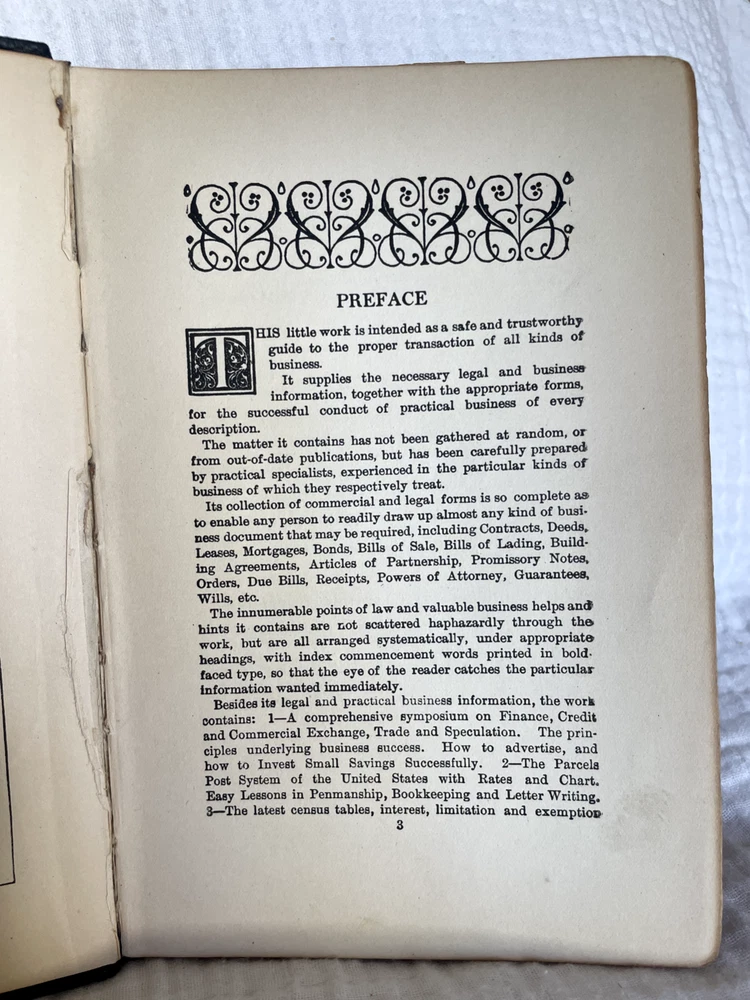 PREFACE
THIS little work is intended as a safe and trustworthy
guide to the proper transaction of all kinds of
business.
It supplies the necessary legal and business
information, together with the appropriate forms,
for the successful conduct of practical business of every
description.
The matter it contains has not been gathered at random, or
from out-of-date publications, but has been carefully prepared
by practical specialists, experienced in the particular kinds of
business of which they respectively treat.
Its collection of commercial and legal forms is so complete as
to enable any person to readily draw up almost any kind of busi-
ness document that may be required, including Contracts, Deeds,
Leases, Mortgages, Bonds, Bills of Sale, Bills of Lading, Build-
ing Agreements, Articles of Partnership, Promissory Notes,
Orders, Due Bills, Receipts, Powers of Attorney, Guarantees,
Wills, etc.
The innumerable points of law and valuable business helps and
hints it contains are not scattered haphazardly through the
work, but are all arranged systematically, under appropriate
headings, with index commencement words printed in bold-
faced type, so that the eye of the reader catches the particular
information wanted immediately.
Besides its legal and practical business information, the work
contains: 1—A comprehensive symposium on Finance, Credit
and Commercial Exchange, Trade and Speculation. The prin-
ciples underlying business success. How to advertise, and
how to Invest Small Savings Successfully. 2—The Parcels
Post System of the United States with Rates and Chart.
Easy Lessons in Penmanship, Bookkeeping and Letter Writing.
3—The latest census tables, interest, limitation and exemption
3